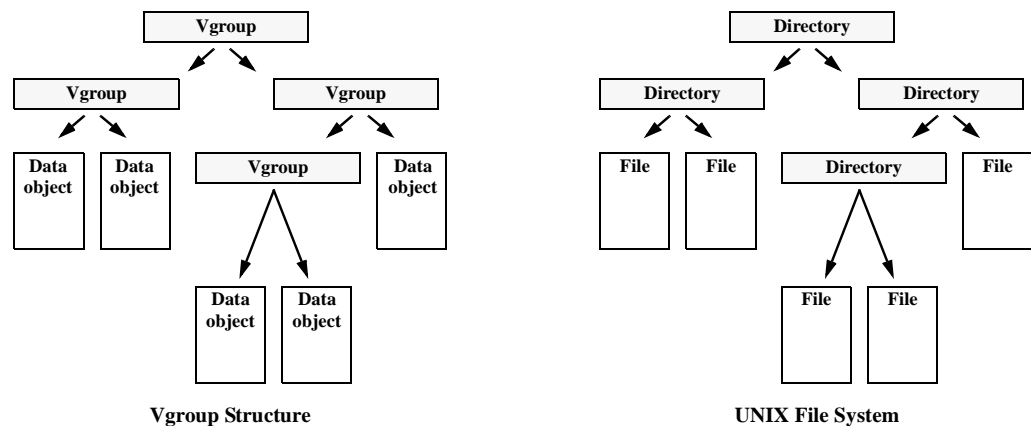 Vgroup
Vgroup
Vgroup
Data
object
Data
object
Vgroup
Data
object
Data
object
Data
object
Vgroup Structure
Directory
Directory
Directory
File
File
Directory
File
File
File
UNIX File System